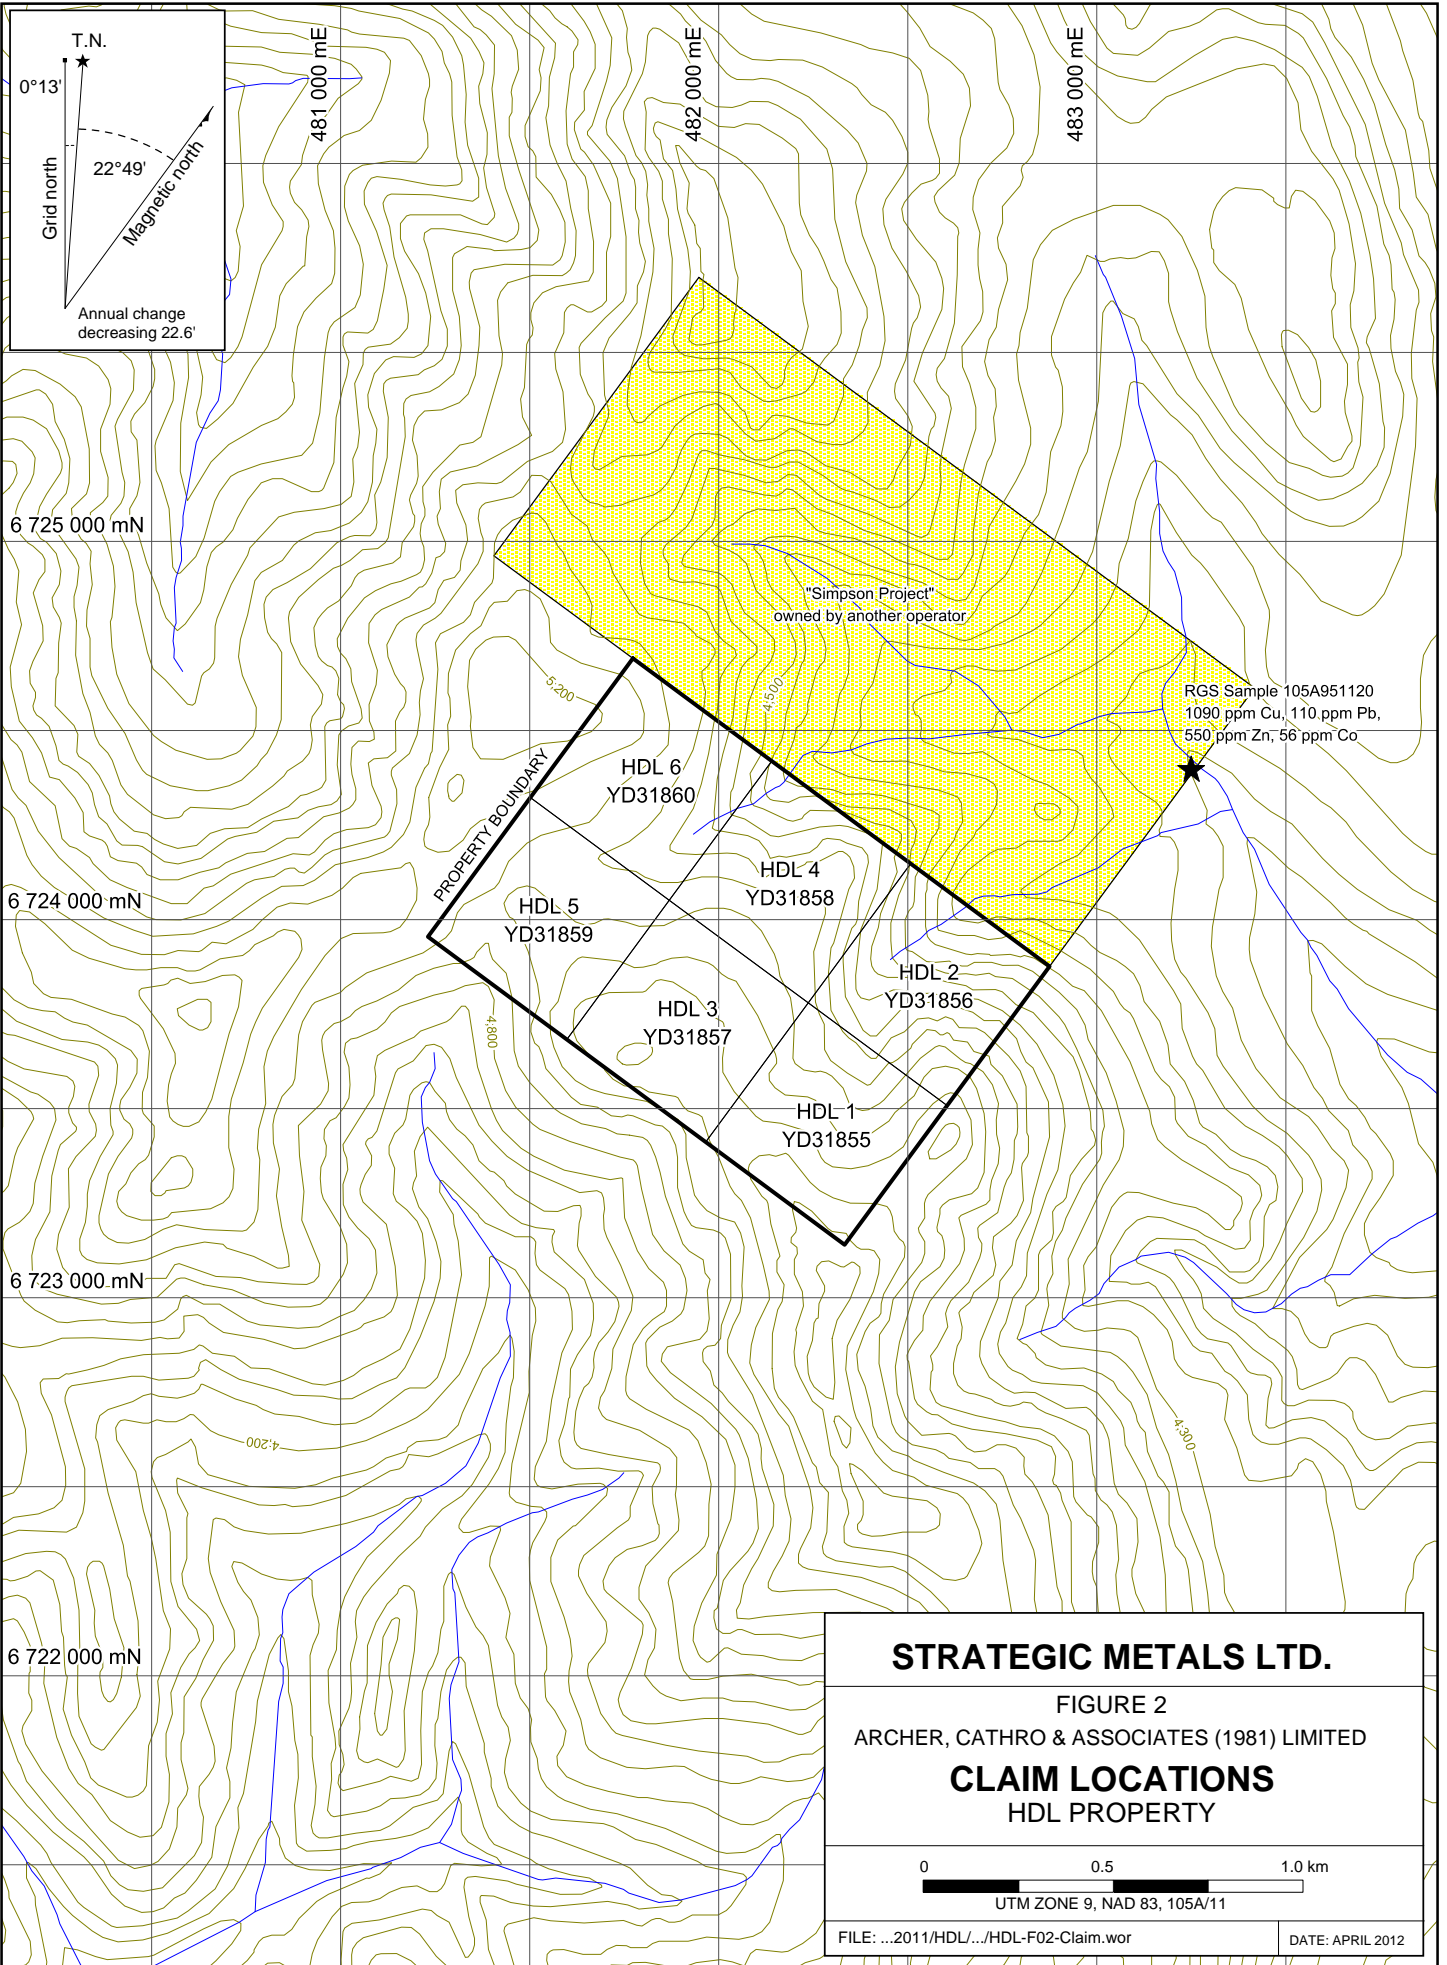 T.N.
0°13'
22°49'
Grid north
Magnetic north
Annual change
decreasing 22.6'
481 000 mE
482 000 mE
483 000 mE
6 725 000 mN
"Simpson Project"
owned by another operator
5,200
4,500
RGS Sample 105A951120
1090 ppm Cu, 110 ppm Pb,
550 ppm Zn, 56 ppm Co
PROPERTY BOUNDARY
HDL 6
YD31860
HDL 4
YD31858
6 724 000 mN
HDL 5
YD31859
HDL 2
YD31856
HDL 3
YD31857
4,800
HDL 1
YD31855
6 723 000 mN
4,200
4,300
6 722 000 mN
STRATEGIC METALS LTD.
FIGURE 2
ARCHER, CATHRO & ASSOCIATES (1981) LIMITED
CLAIM LOCATIONS
HDL PROPERTY
0 0.5 1.0 km
UTM ZONE 9, NAD 83, 105A/11
FILE: ...2011/HDL/.../HDL-F02-Claim.wor
DATE: APRIL 2012